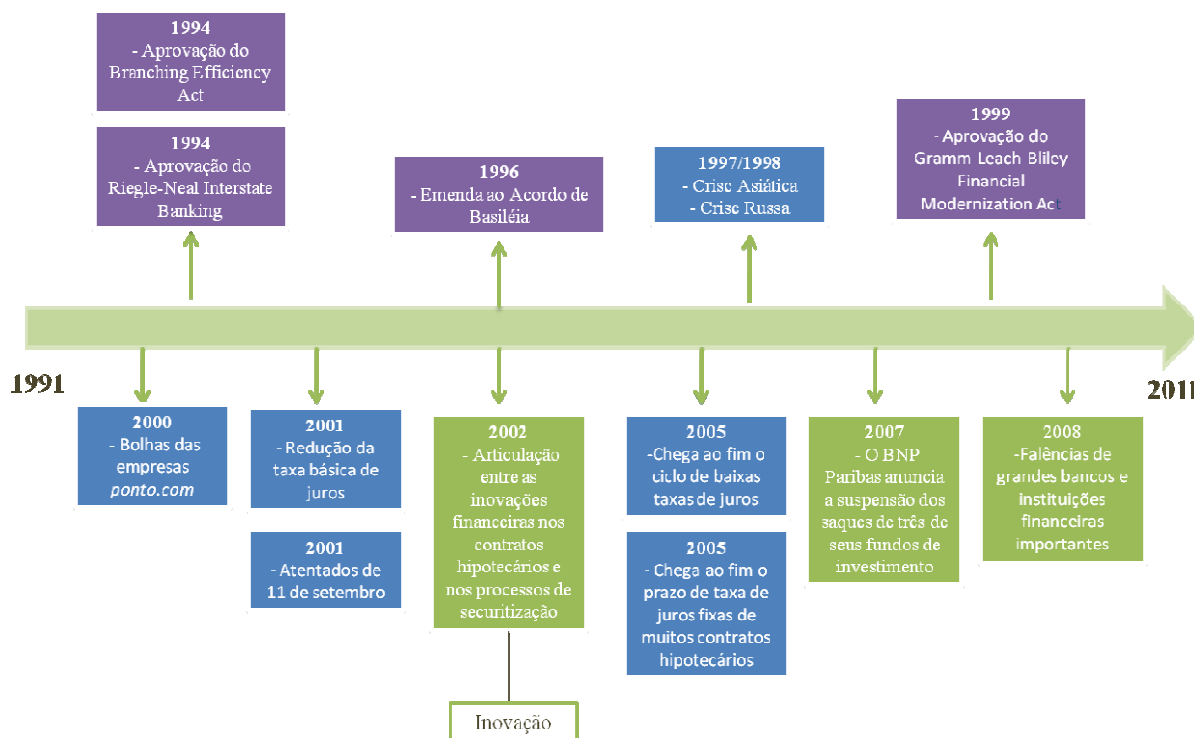 1994
- Aprovação do
Branching Efficiency
Act
1994
- Aprovação do
Riegle-Neal Interstate
Banking
1996
- Emenda ao Acordo de
Basiléia
1997/1998
- Crise Asiática
- Crise Russa
1999
- Aprovação do
Gramm Leach Bliley
Financial
Modernization Act
1991
2011
2000
- Bolhas das
empresas
ponto.com
2001
- Redução da
taxa básica de
juros
2001
- Atentados de
11 de setembro
2002
- Articulação
entre as
inovações
financeiras nos
contratos
hipotecários e
nos processos de
securitização
Inovação
2005
-Chega ao fim o
ciclo de baixas
taxas de juros
2005
- Chega ao fim o
prazo de taxa de
juros fixas de
muitos contratos
hipotecários
2007
- O BNP
Paribas anuncia
a suspensão dos
saques de três de
seus fundos de
investimento
2008
-Falências de
grandes bancos e
instituições
financeiras
importantes